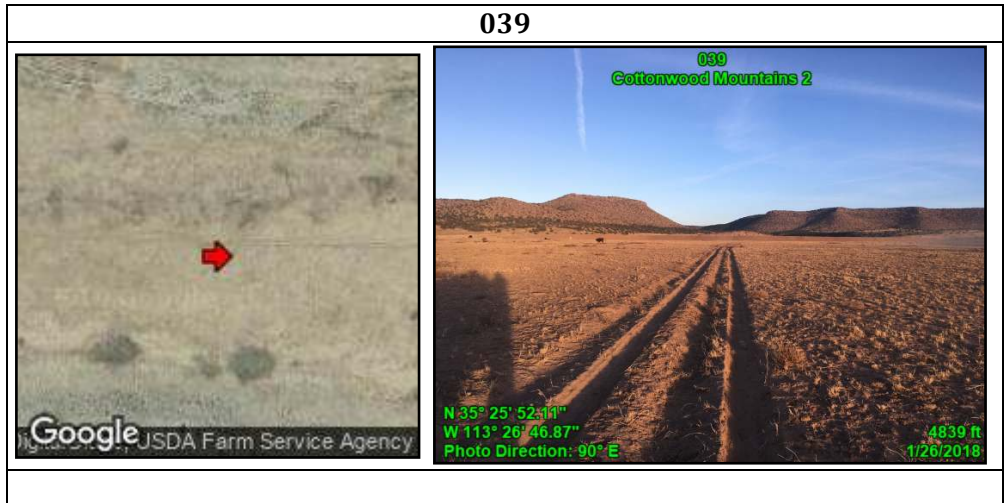 039
Google
USDA Farm Service Agency
039
Cottonwood Mountains 2
N 35° 25' 52.11"
W 113° 26' 46.87"
Photo Direction: 90° E
4839 ft
1/26/2018